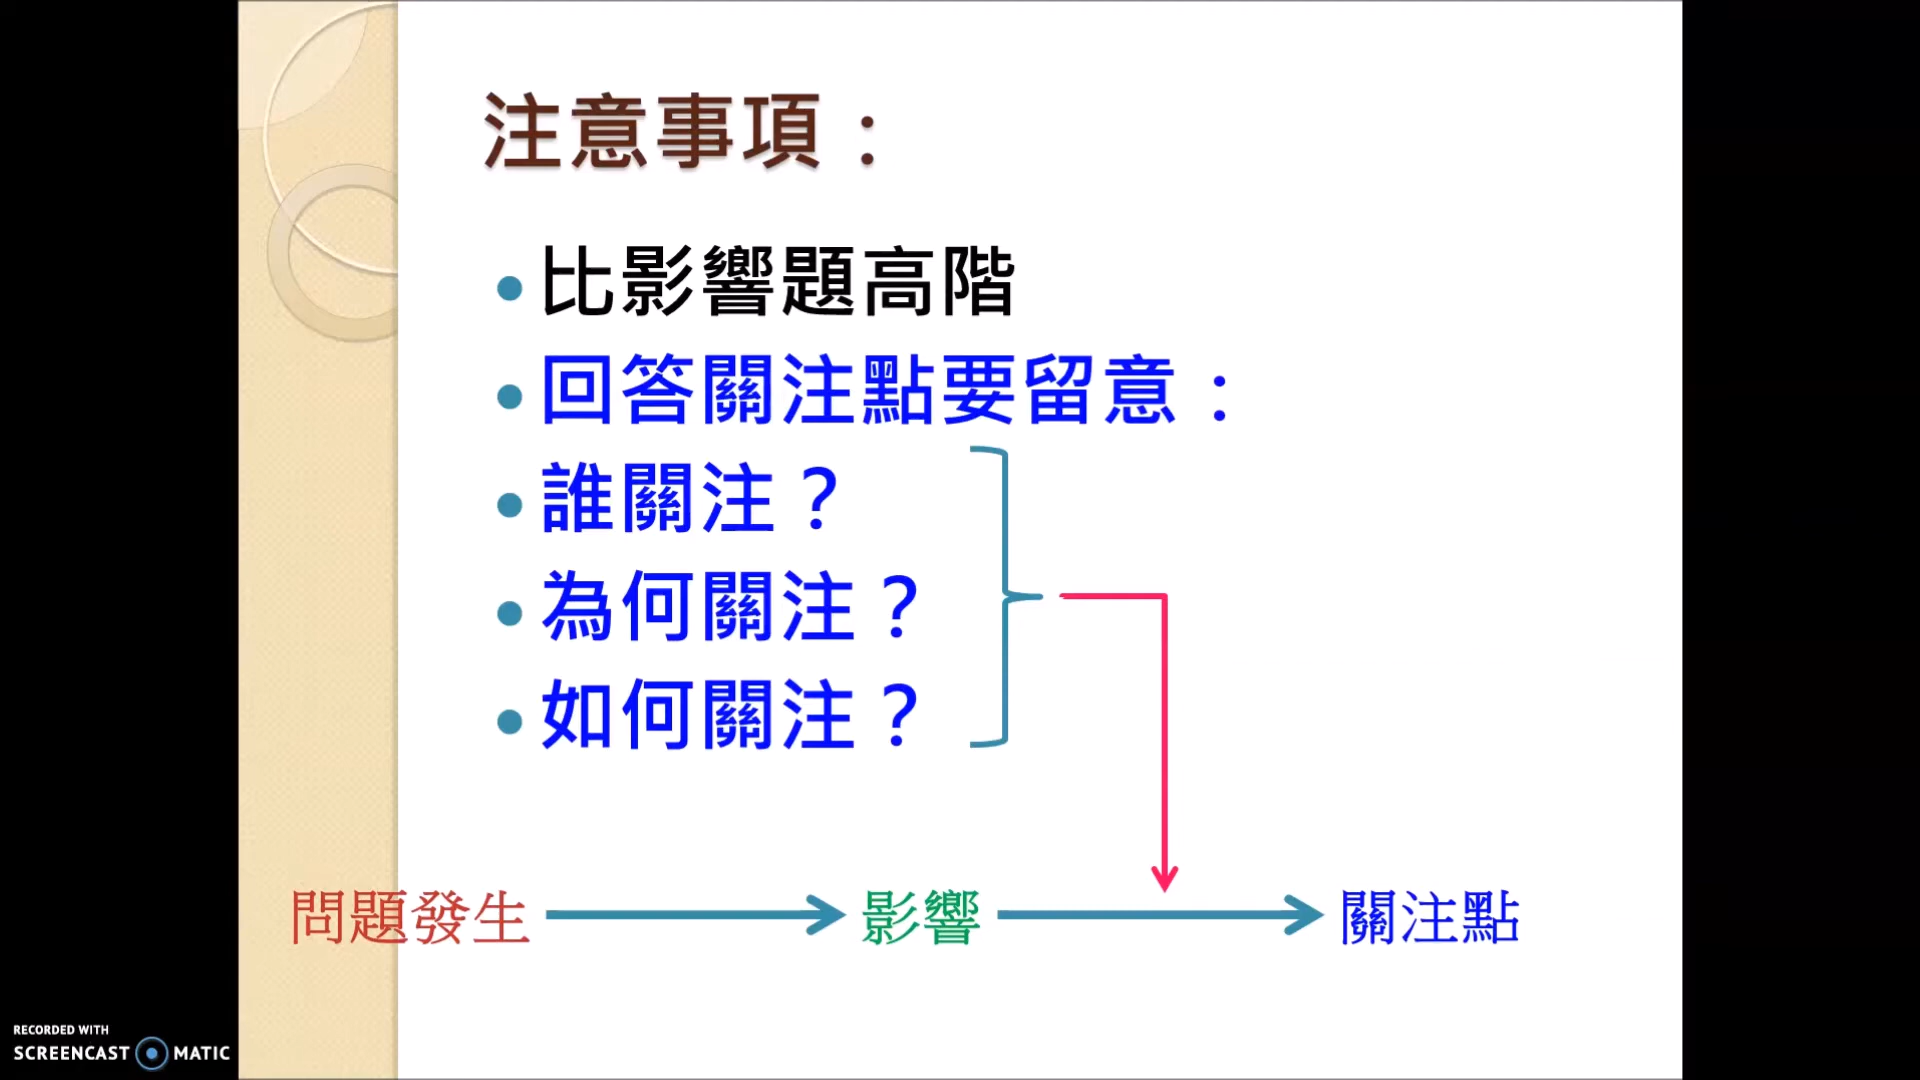 注意事項：
•比影響題高階
•回答關注點要留意：
•誰關注？
•為何關注？
•如何關注？
問題發生 影響 關注點
RECORDED WITH
SCREENCAST MATIC